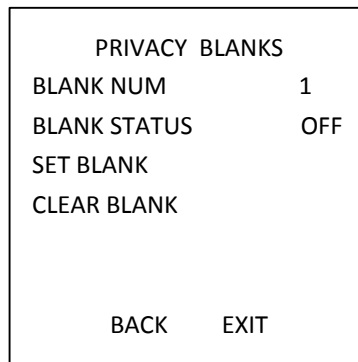 PRIVACY BLANKS
BLANK NUM 1
BLANK STATUS OFF
SET BLANK
CLEAR BLANK
BACK EXIT